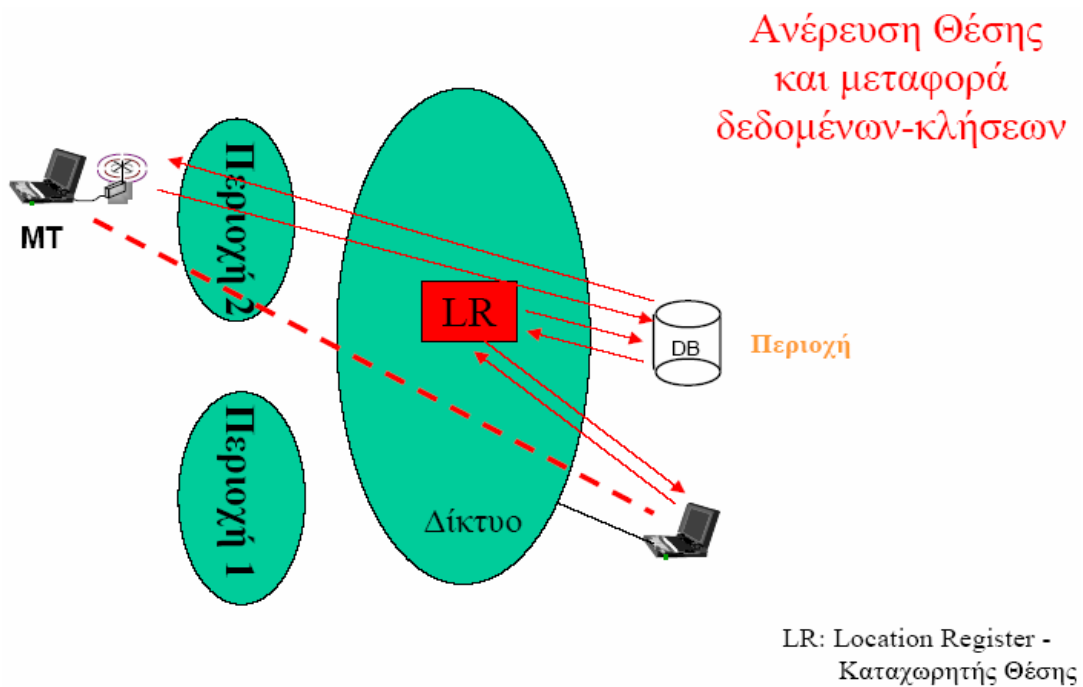 Ανέρευση Θέσης
και μεταφορά
δεδομένων-κλήσεων
MT
Περιοχή 2
LR
DB
Περιοχή
Περιοχή 1
Δίκτυο
LR: Location Register -
Καταχωρητής Θέσης